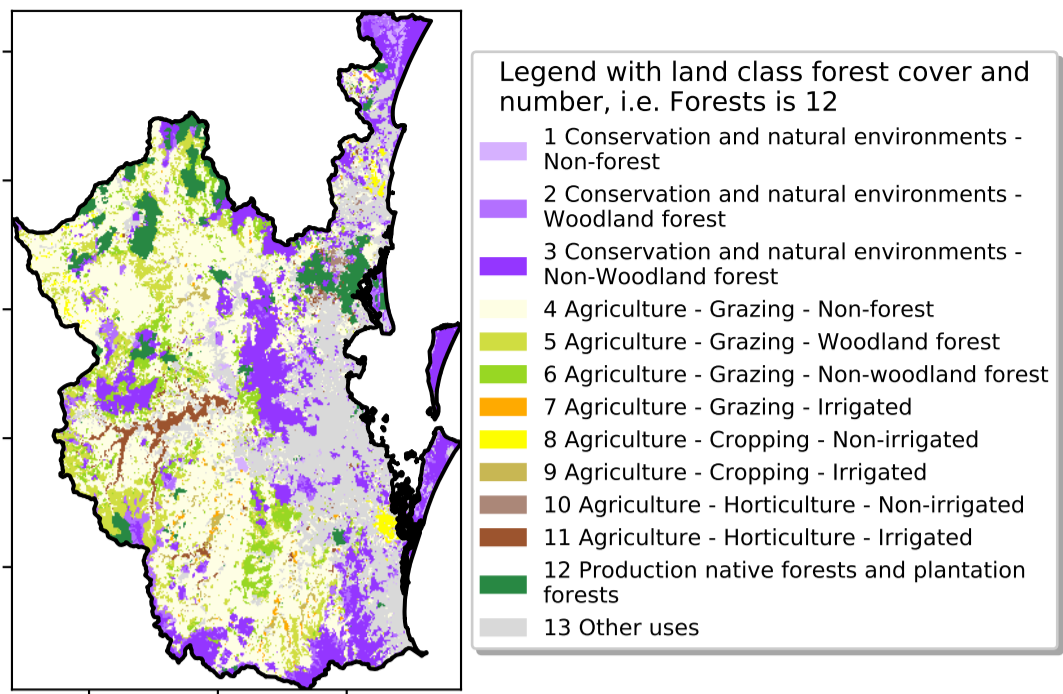 Legend with land class forest cover and
number, i.e. Forests is 12
1 Conservation and natural environments -
Non-forest
2 Conservation and natural environments -
Woodland forest
3 Conservation and natural environments -
Non-Woodland forest
4 Agriculture - Grazing - Non-forest
5 Agriculture - Grazing - Woodland forest
6 Agriculture - Grazing - Non-woodland forest
7 Agriculture - Grazing - Irrigated
8 Agriculture - Cropping - Non-irrigated
9 Agriculture - Cropping - Irrigated
10 Agriculture - Horticulture - Non-irrigated
11 Agriculture - Horticulture - Irrigated
12 Production native forests and plantation
forests
13 Other uses